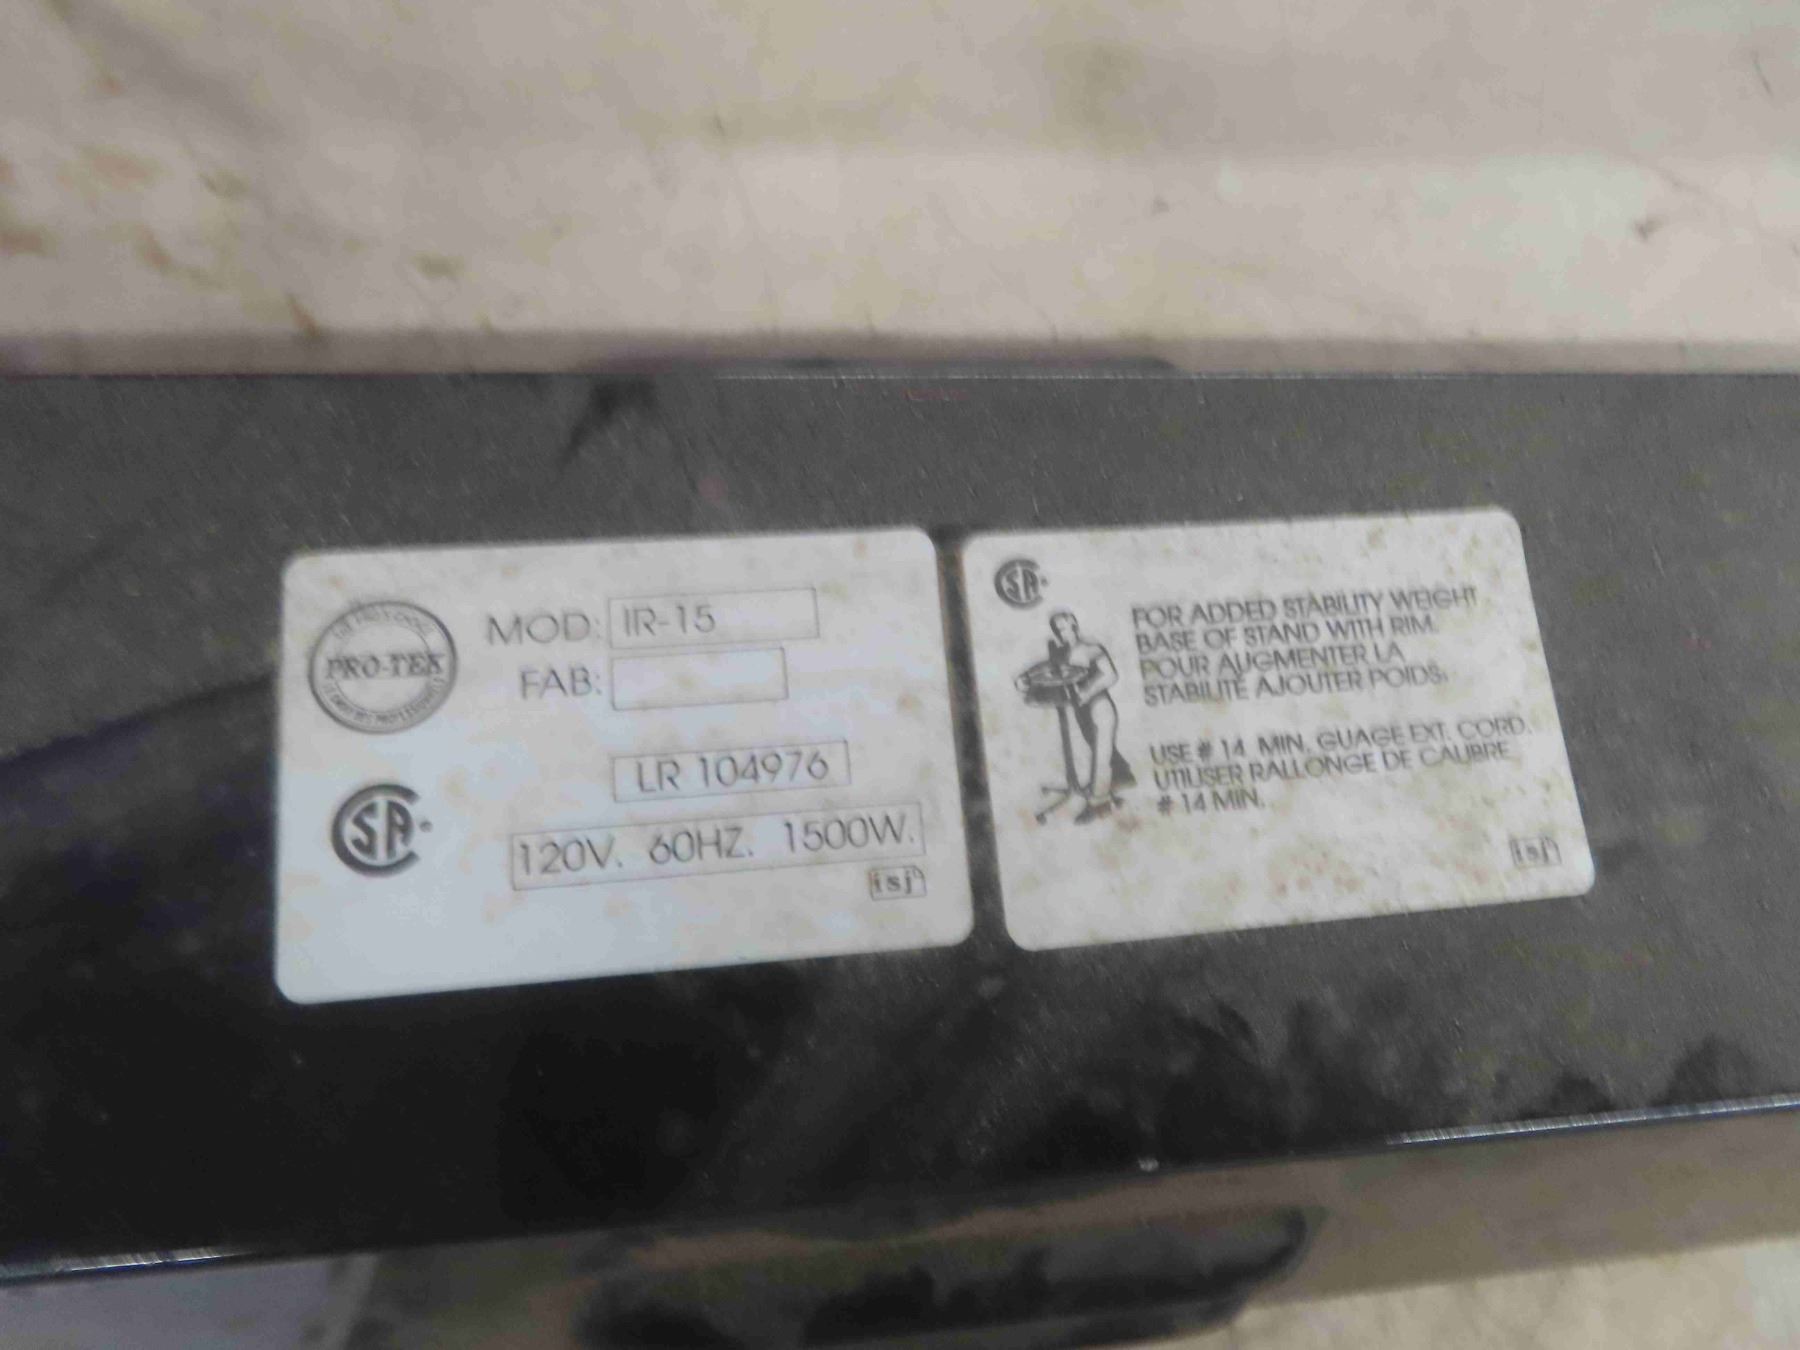 PRO-TEK
MOD: IR-15
FAB:
LR 104976
120V. 60HZ. 1500W.
isj
FOR ADDED STABILITY WEIGHT
BASE OF STAND WITH RIM.
POUR AUGMENTER LA
STABILITÉ AJOUTER POIDS.
USE # 14 MIN. GUAGE EXT. CORD.
UTILISER RALLONGE DE CALIBRE
# 14 MIN.
isj